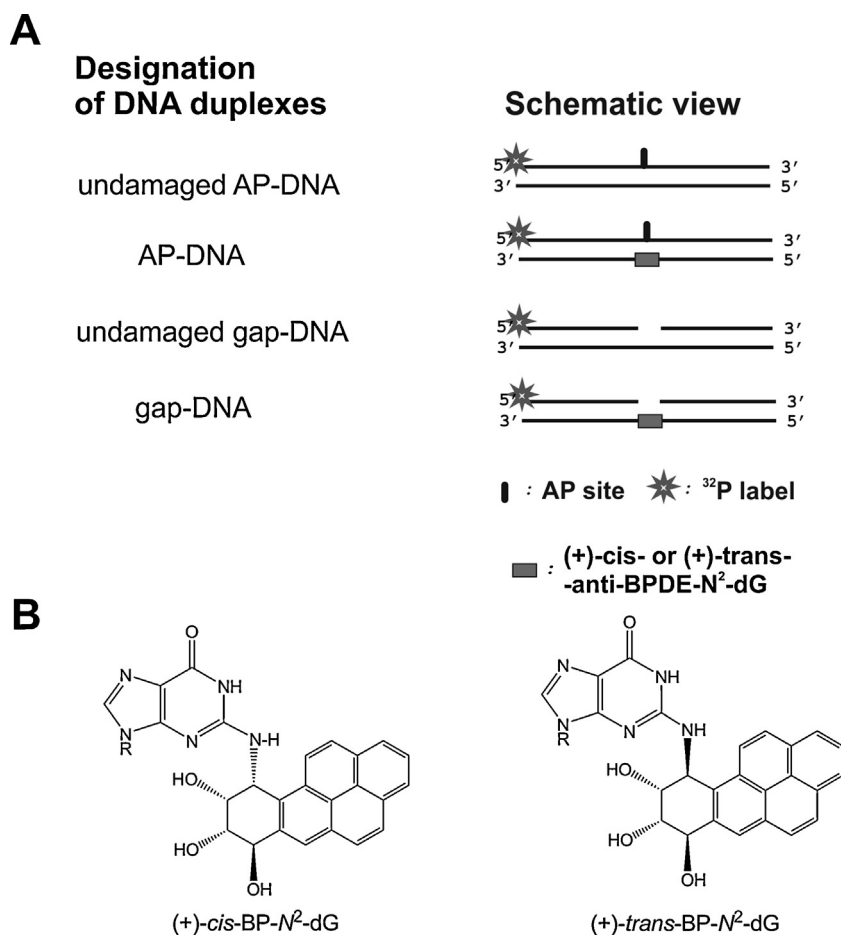 A
Designation
of DNA duplexes
Schematic view
undamaged AP-DNA
5′ 3′
3′ 5′
AP-DNA
5′ 3′
3′ 5′
undamaged gap-DNA
5′ 3′
3′ 5′
gap-DNA
5′ 3′
3′ 5′
: AP site : ³²P label
: (+)-cis- or (+)-trans-
-anti-BPDE-N²-dG
B
O
N NH
N N N-H
R
HO
HO
OH
(+)-cis-BP-N²-dG
O
N NH
N N NH
R
HO
HO
OH
(+)-trans-BP-N²-dG